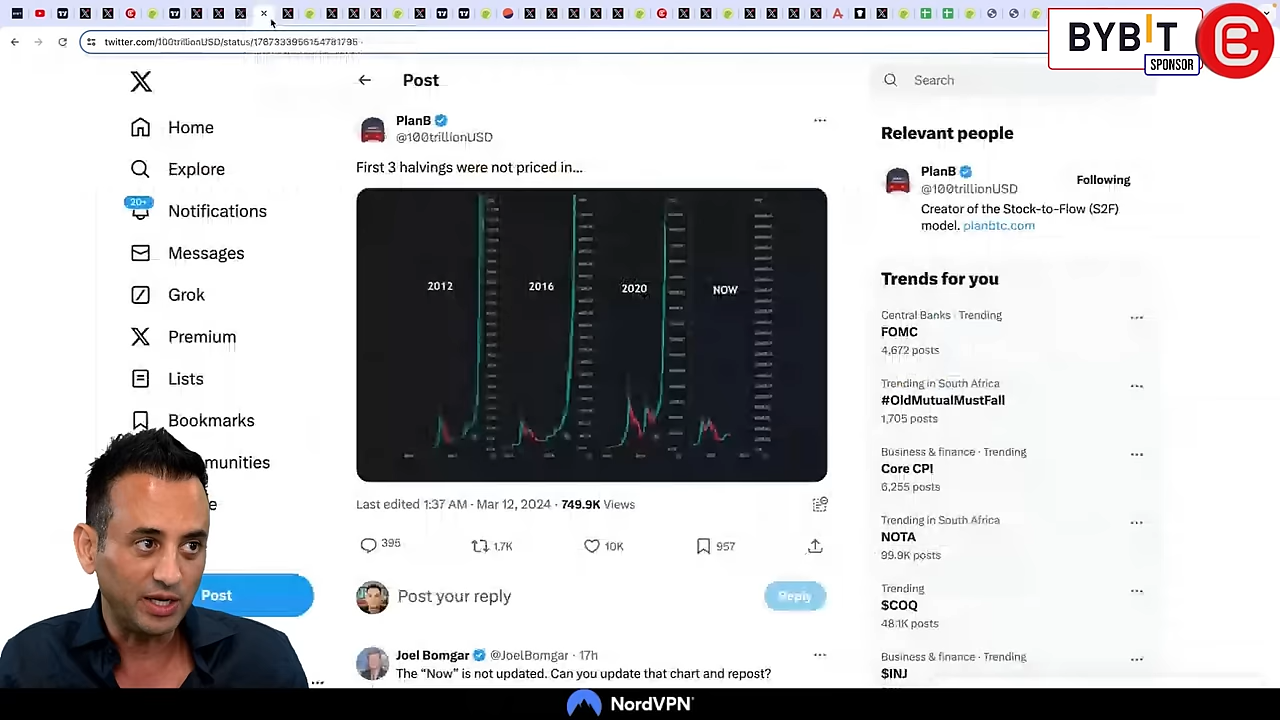 twitter.com/100trillionUSD/status/1767333956154781795
BYBIT
SPONSOR
Post
Search
Home
Explore
20+
Notifications
Messages
Grok
Premium
Lists
Bookmarks
munities
Post
PlanB
@100trillionUSD
First 3 halvings were not priced in...
2012
2016
2020
NOW
Last edited 1:37 AM · Mar 12, 2024 · 749.9K Views
395
1.7K
10K
957
Post your reply
Reply
Joel Bomgar @JoelBomgar · 17h
The “Now” is not updated. Can you update that chart and repost?
Relevant people
PlanB
@100trillionUSD
Following
Creator of the Stock-to-Flow (S2F)
model. planbtc.com
Trends for you
Central Banks · Trending
FOMC
4,672 posts
Trending in South Africa
#OldMutualMustFall
1,705 posts
Business & finance · Trending
Core CPI
6,255 posts
Trending in South Africa
NOTA
99.9K posts
Trending
$COQ
48.1K posts
Business & finance · Trending
$INJ
NordVPN